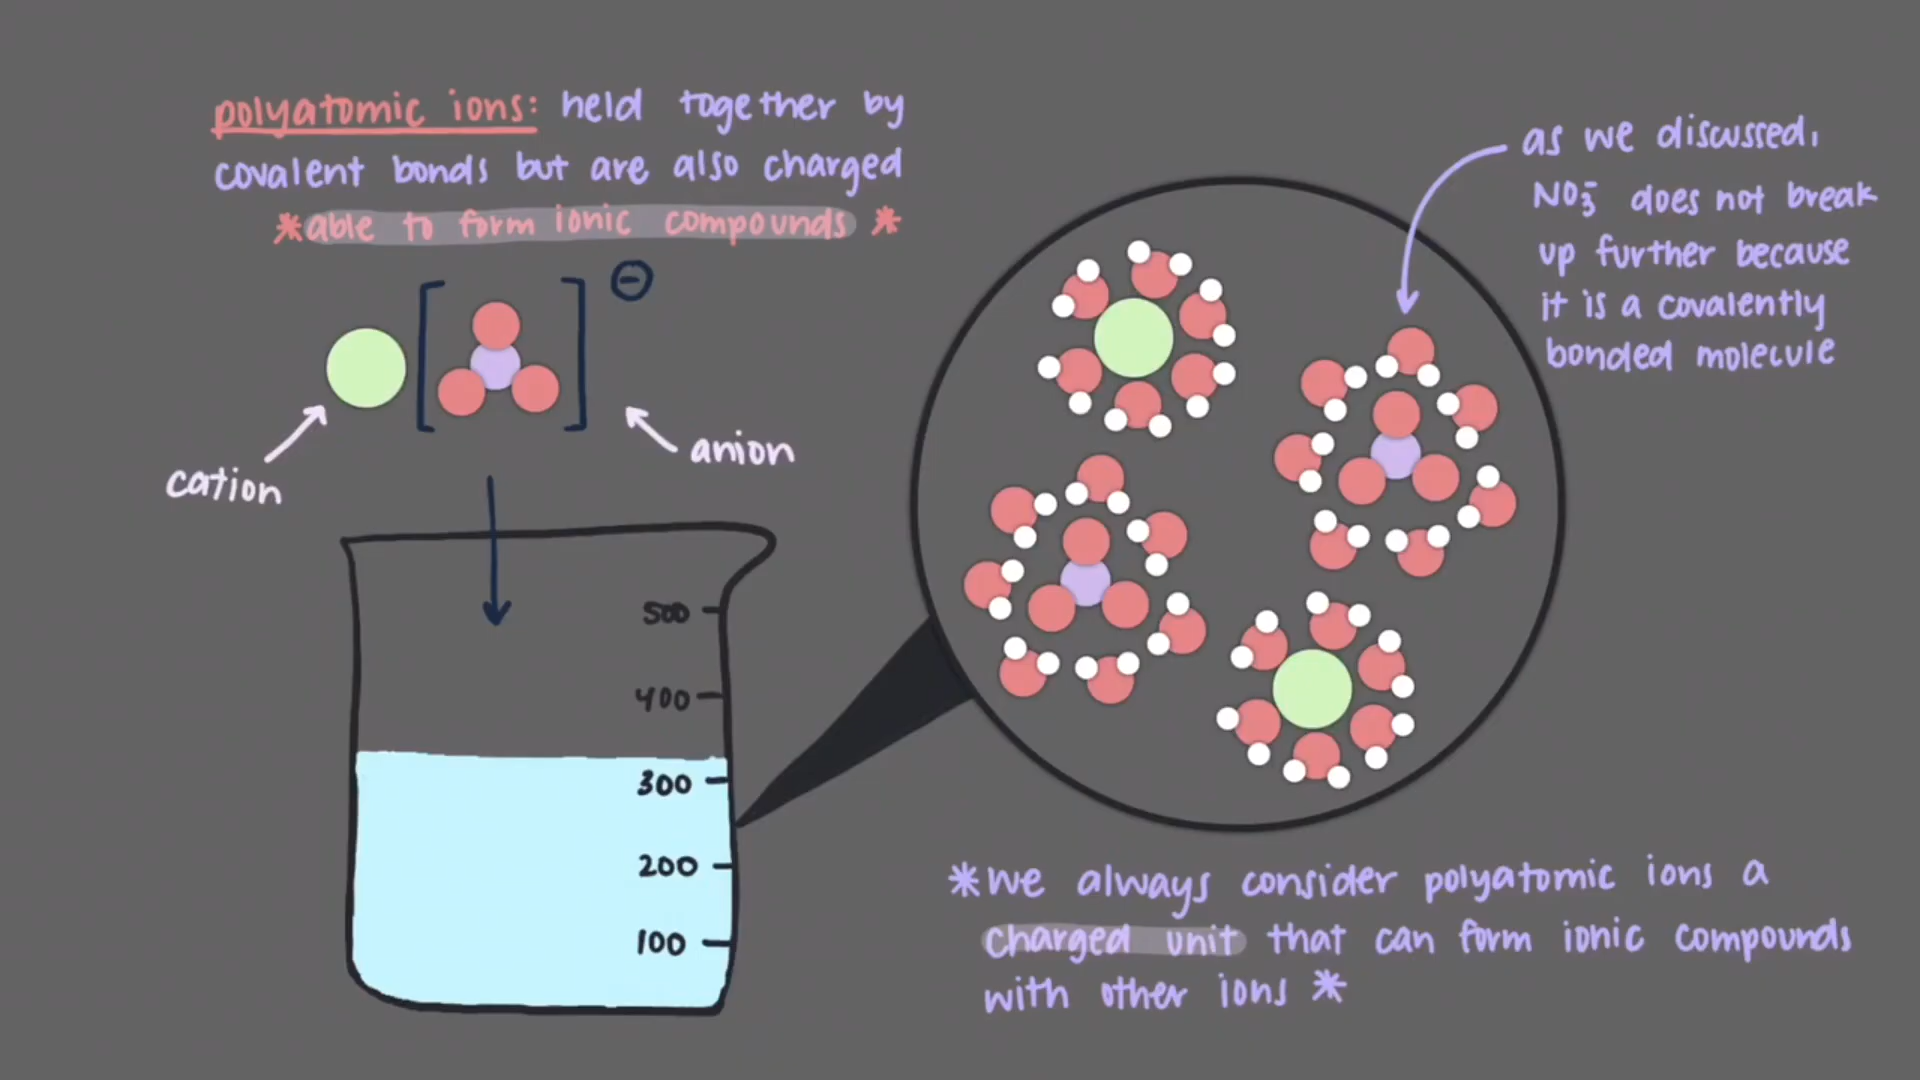 polyatomic ions: held together by
covalent bonds but are also charged
*able to form ionic compounds*
cation
anion
500
400
300
200
100
as we discussed,
NO₃⁻ does not break
up further because
it is a covalently
bonded molecule
*we always consider polyatomic ions a
charged unit that can form ionic compounds
with other ions*